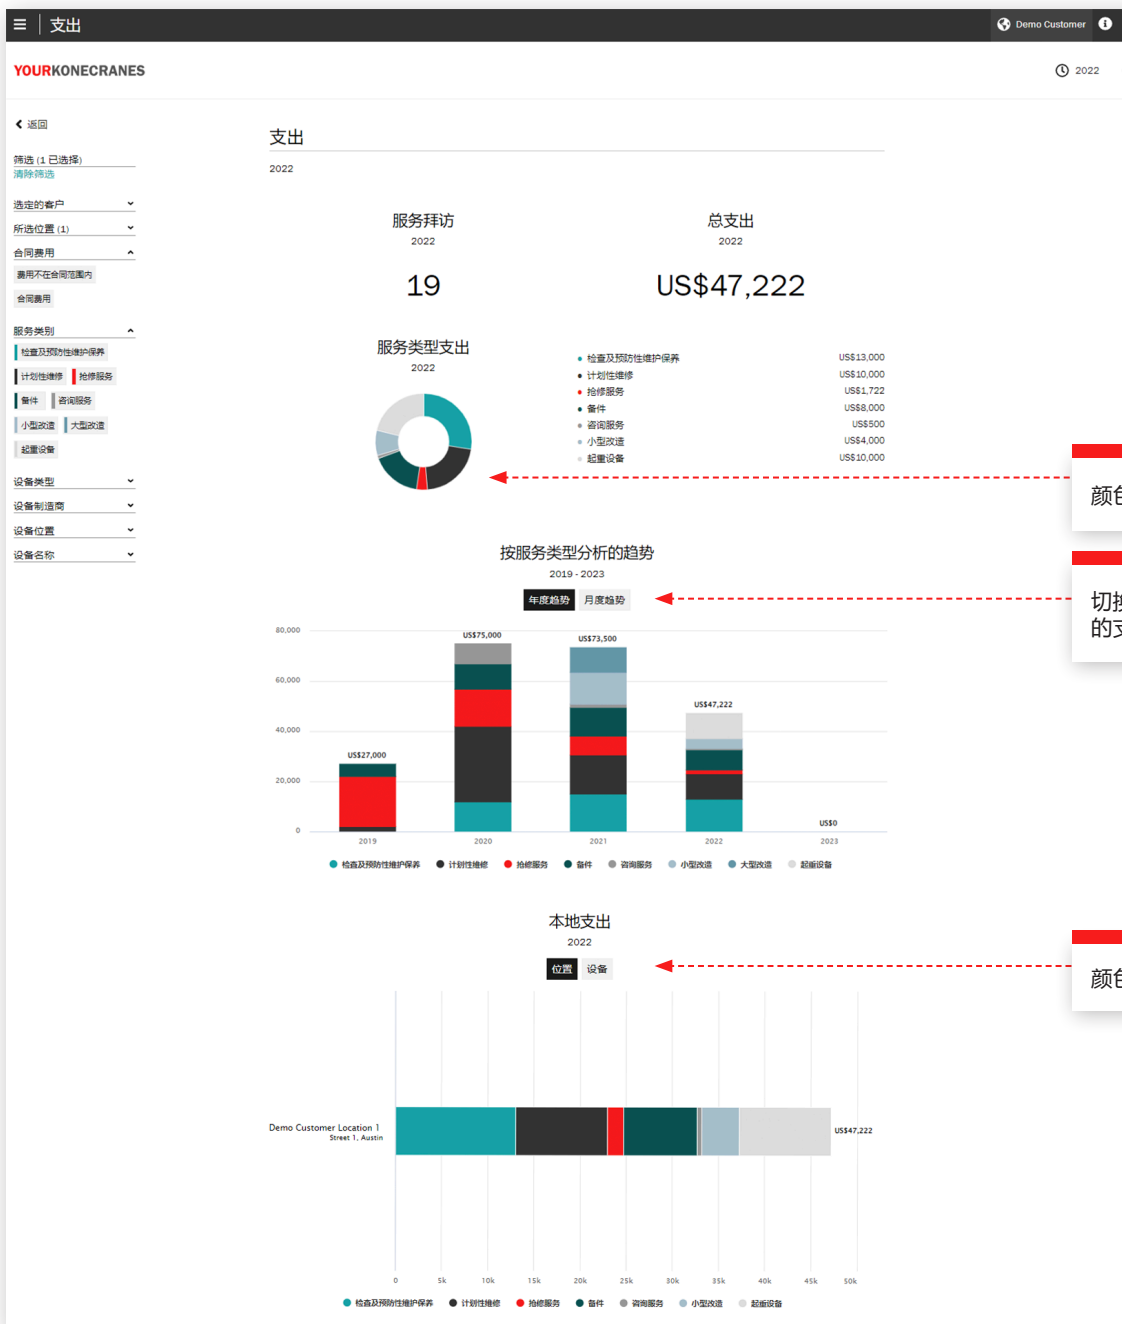 支出
Demo Customer
YOURKONECRANES
2022
返回
筛选 (1 已选择)
清除筛选
选定的客户
所选位置 (1)
合同费用
费用不在合同范围内
合同费用
服务类别
检查及预防性维护保养
计划性维修 抢修服务
备件 咨询服务
小型改造 大型改造
起重设备
设备类型
设备制造商
设备位置
设备名称
支出
2022
服务拜访
2022
19
总支出
2022
US$47,222
服务类型支出
2022
检查及预防性维护保养 US$13,000
计划性维修 US$10,000
抢修服务 US$1,722
备件 US$8,000
咨询服务 US$500
小型改造 US$4,000
起重设备 US$10,000
颜色
按服务类型分析的趋势
2019 - 2023
年度趋势 月度趋势
切换
的支
80,000
60,000
40,000
20,000
0
US$27,000
US$75,000
US$73,500
US$47,222
US$0
2019 2020 2021 2022 2023
检查及预防性维护保养 计划性维修 抢修服务 备件 咨询服务 小型改造 大型改造 起重设备
本地支出
2022
位置 设备
颜色
Demo Customer Location 1
Street 1, Austin
US$47,222
0 5k 10k 15k 20k 25k 30k 35k 40k 45k 50k
检查及预防性维护保养 计划性维修 抢修服务 备件 咨询服务 小型改造 起重设备